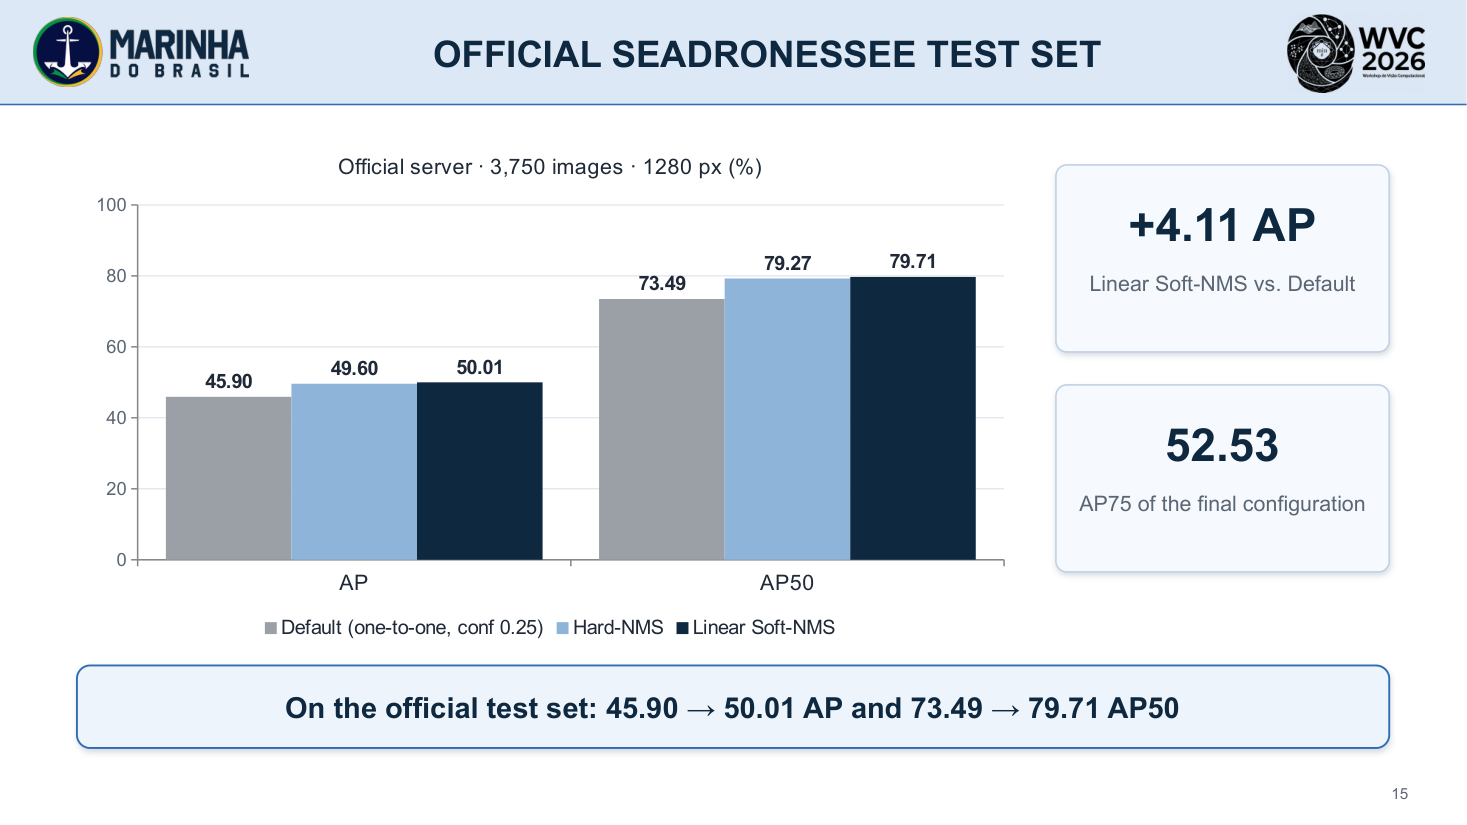 MARINHA
DO BRASIL
OFFICIAL SEADRONESSEE TEST SET
WVC
2026
Workshop de Visão Computacional
Official server · 3,750 images · 1280 px (%)
100
80
60
40
20
0
45.90
49.60
50.01
73.49
79.27
79.71
AP
AP50
Default (one-to-one, conf 0.25)
Hard-NMS
Linear Soft-NMS
+4.11 AP
Linear Soft-NMS vs. Default
52.53
AP75 of the final configuration
On the official test set: 45.90 → 50.01 AP and 73.49 → 79.71 AP50
15